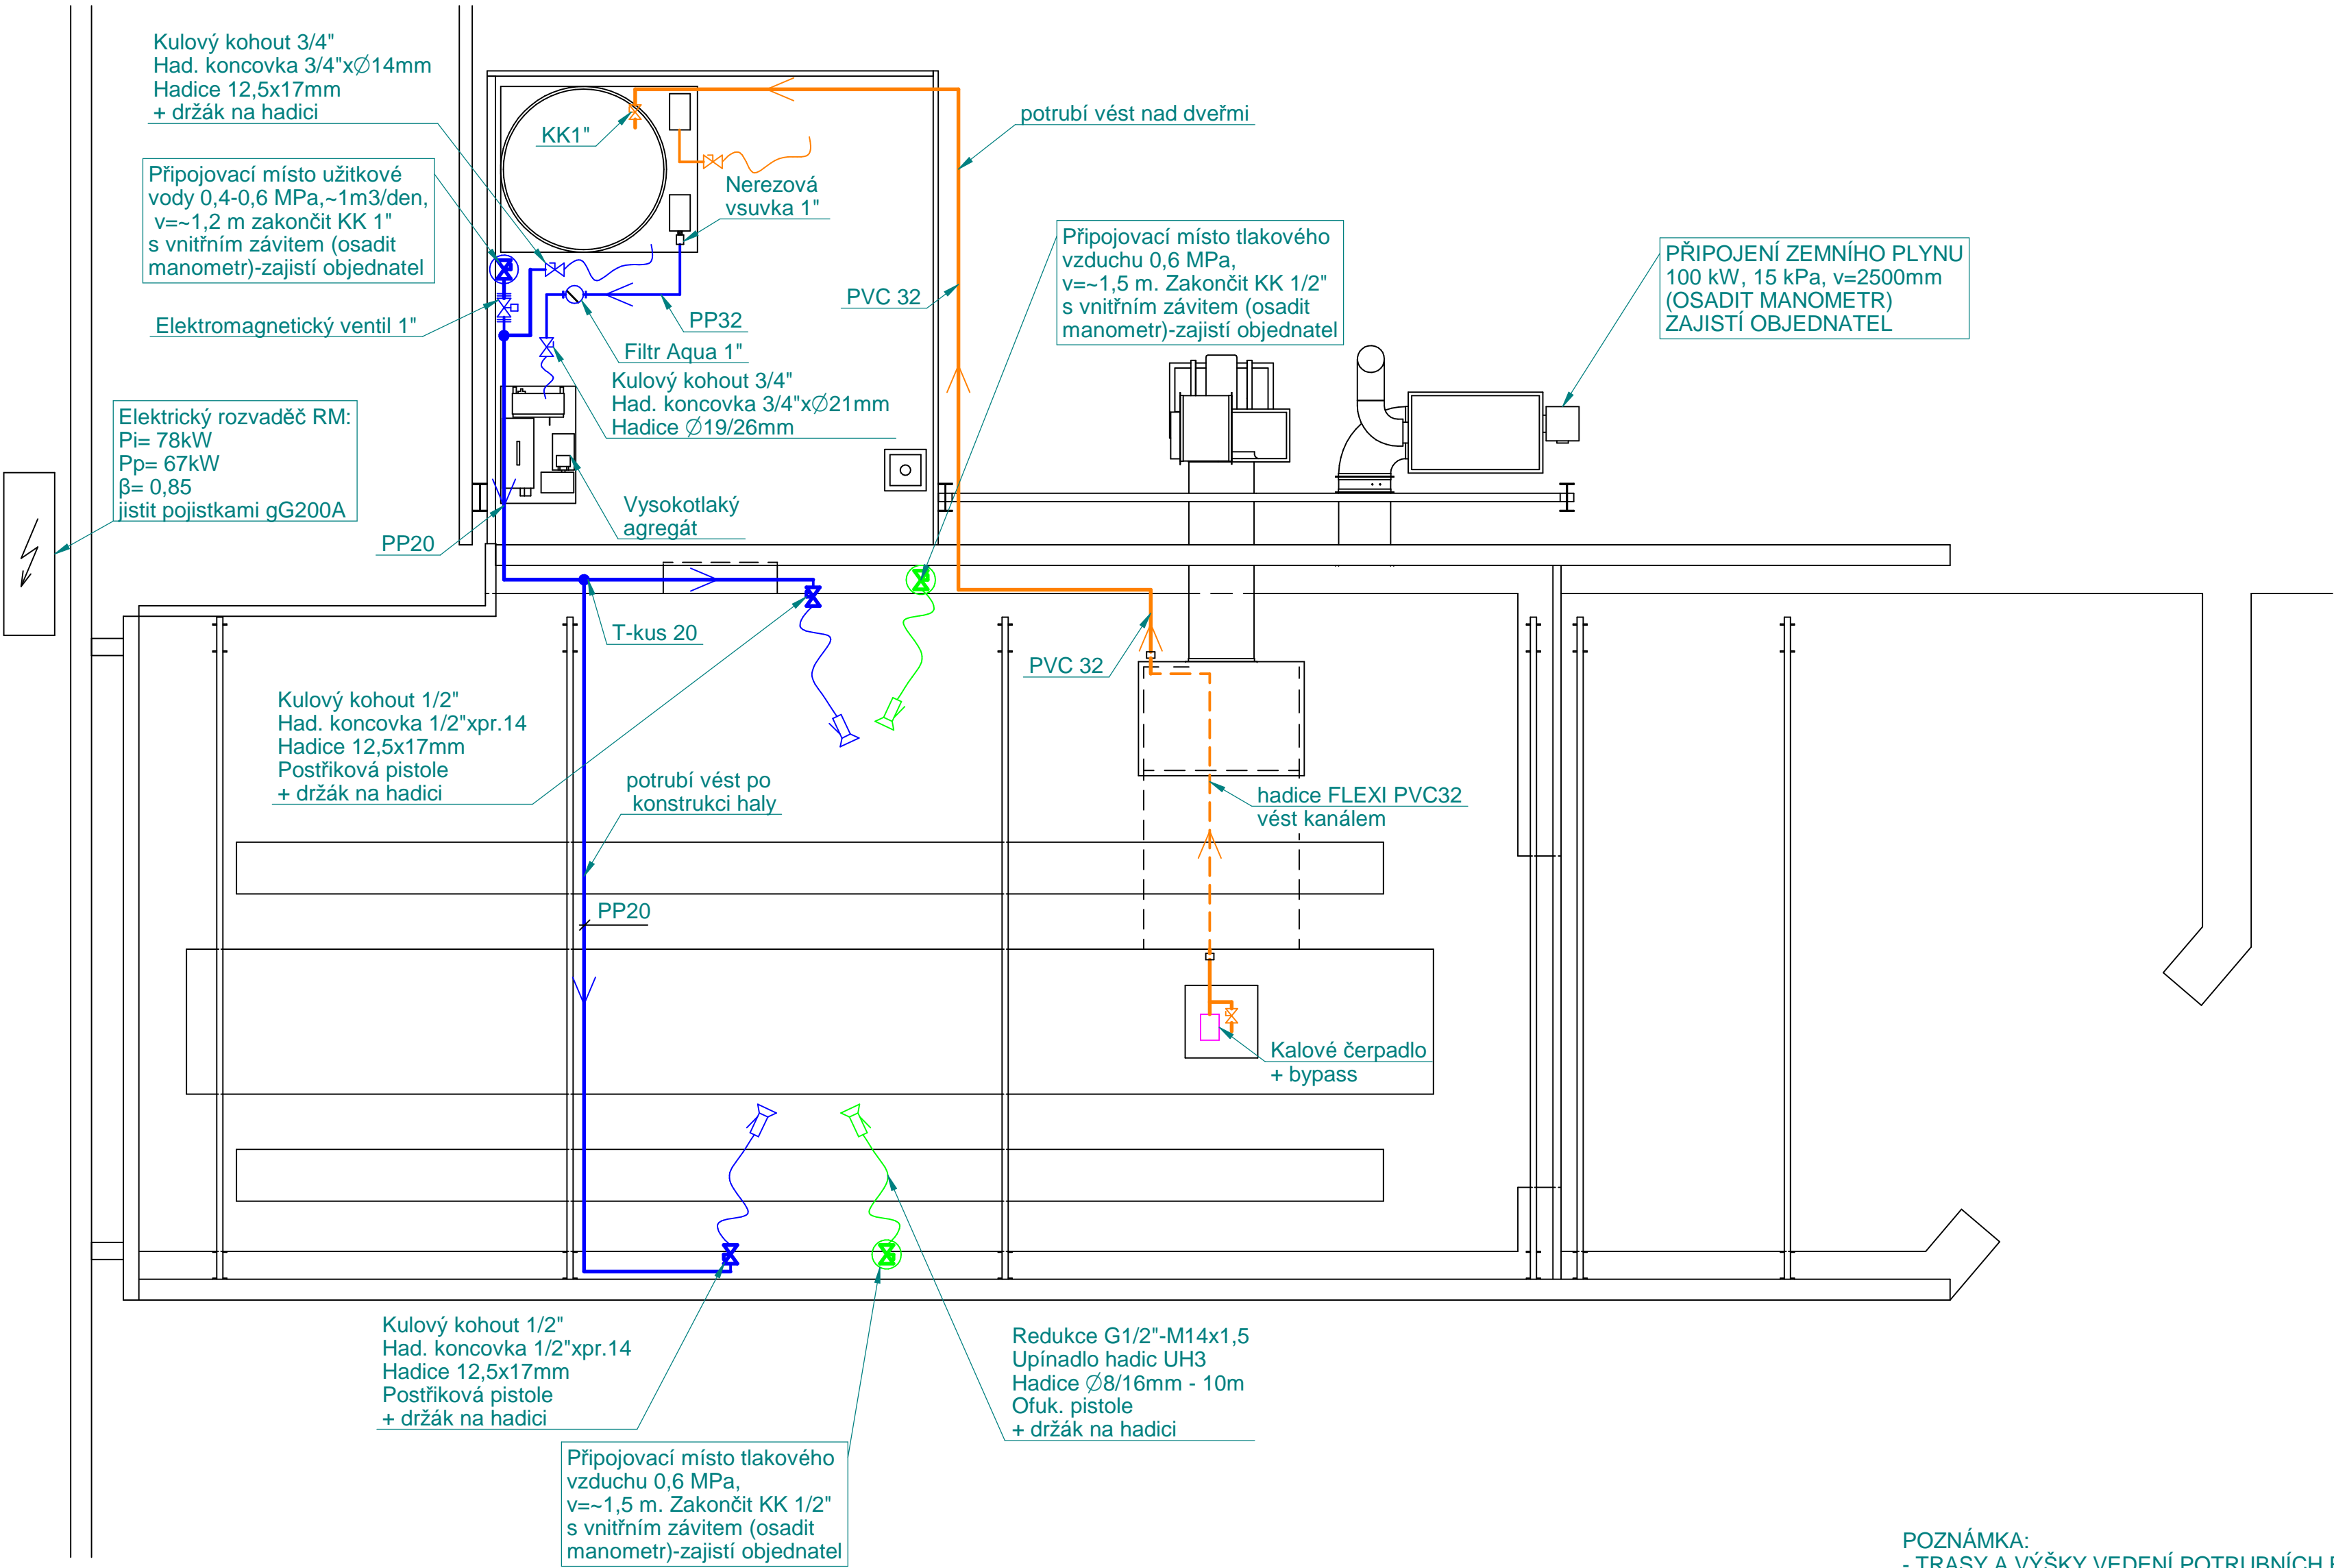 Kulový kohout 3/4"
Had. koncovka 3/4"xØ14mm
Hadice 12,5x17mm
+ držák na hadici
KK1"
potrubí vést nad dveřmi
Připojovací místo užitkové
vody 0,4-0,6 MPa,~1m3/den,
v=~1,2 m zakončit KK 1"
s vnitřním závitem (osadit
manometr)-zajistí objednatel
Nerezová
vsuvka 1"
Připojovací místo tlakového
vzduchu 0,6 MPa,
v=~1,5 m. Zakončit KK 1/2"
s vnitřním závitem (osadit
manometr)-zajistí objednatel
PŘIPOJENÍ ZEMNÍHO PLYNU
100 kW, 15 kPa, v=2500mm
(OSADIT MANOMETR)
ZAJISTÍ OBJEDNATEL
PVC 32
Elektromagnetický ventil 1"
PP32
Filtr Aqua 1"
Kulový kohout 3/4"
Had. koncovka 3/4"xØ21mm
Hadice Ø19/26mm
Elektrický rozvaděč RM:
Pi= 78kW
Pp= 67kW
β= 0,85
jistit pojistkami gG200A
Vysokotlaký
agregát
PP20
T-kus 20
PVC 32
Kulový kohout 1/2"
Had. koncovka 1/2"xpr.14
Hadice 12,5x17mm
Postřiková pistole
+ držák na hadici
potrubí vést po
konstrukci haly
hadice FLEXI PVC32
vést kanálem
PP20
Kalové čerpadlo
+ bypass
Kulový kohout 1/2"
Had. koncovka 1/2"xpr.14
Hadice 12,5x17mm
Postřiková pistole
+ držák na hadici
Redukce G1/2"-M14x1,5
Upínadlo hadic UH3
Hadice Ø8/16mm - 10m
Ofuk. pistole
+ držák na hadici
Připojovací místo tlakového
vzduchu 0,6 MPa,
v=~1,5 m. Zakončit KK 1/2"
s vnitřním závitem (osadit
manometr)-zajistí objednatel
POZNÁMKA:
- TRASY A VÝŠKY VEDENÍ POTRUBNÍCH